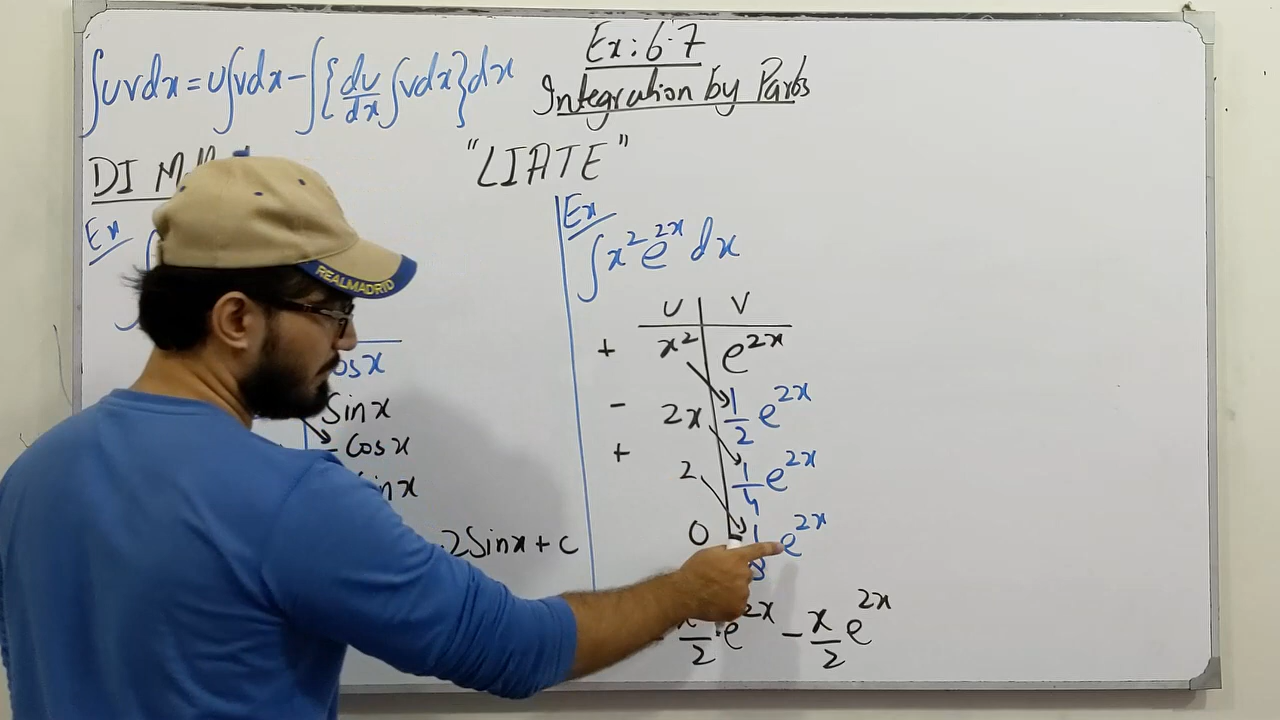 Ex: 6.7
Integration by Parts
∫uvdx = u∫vdx - ∫{du/dx ∫vdx}dx
"LIATE"
DI
Ex
REALMADRID
cosx
Sinx
-Cosx
2Sinx + c
Ex
∫x²e^2x dx
U | V
+ x² e^2x
- 2x 1/2 e^2x
+ 2 1/4 e^2x
0 1/8 e^2x
/2 · e^2x - x/2 e^2x